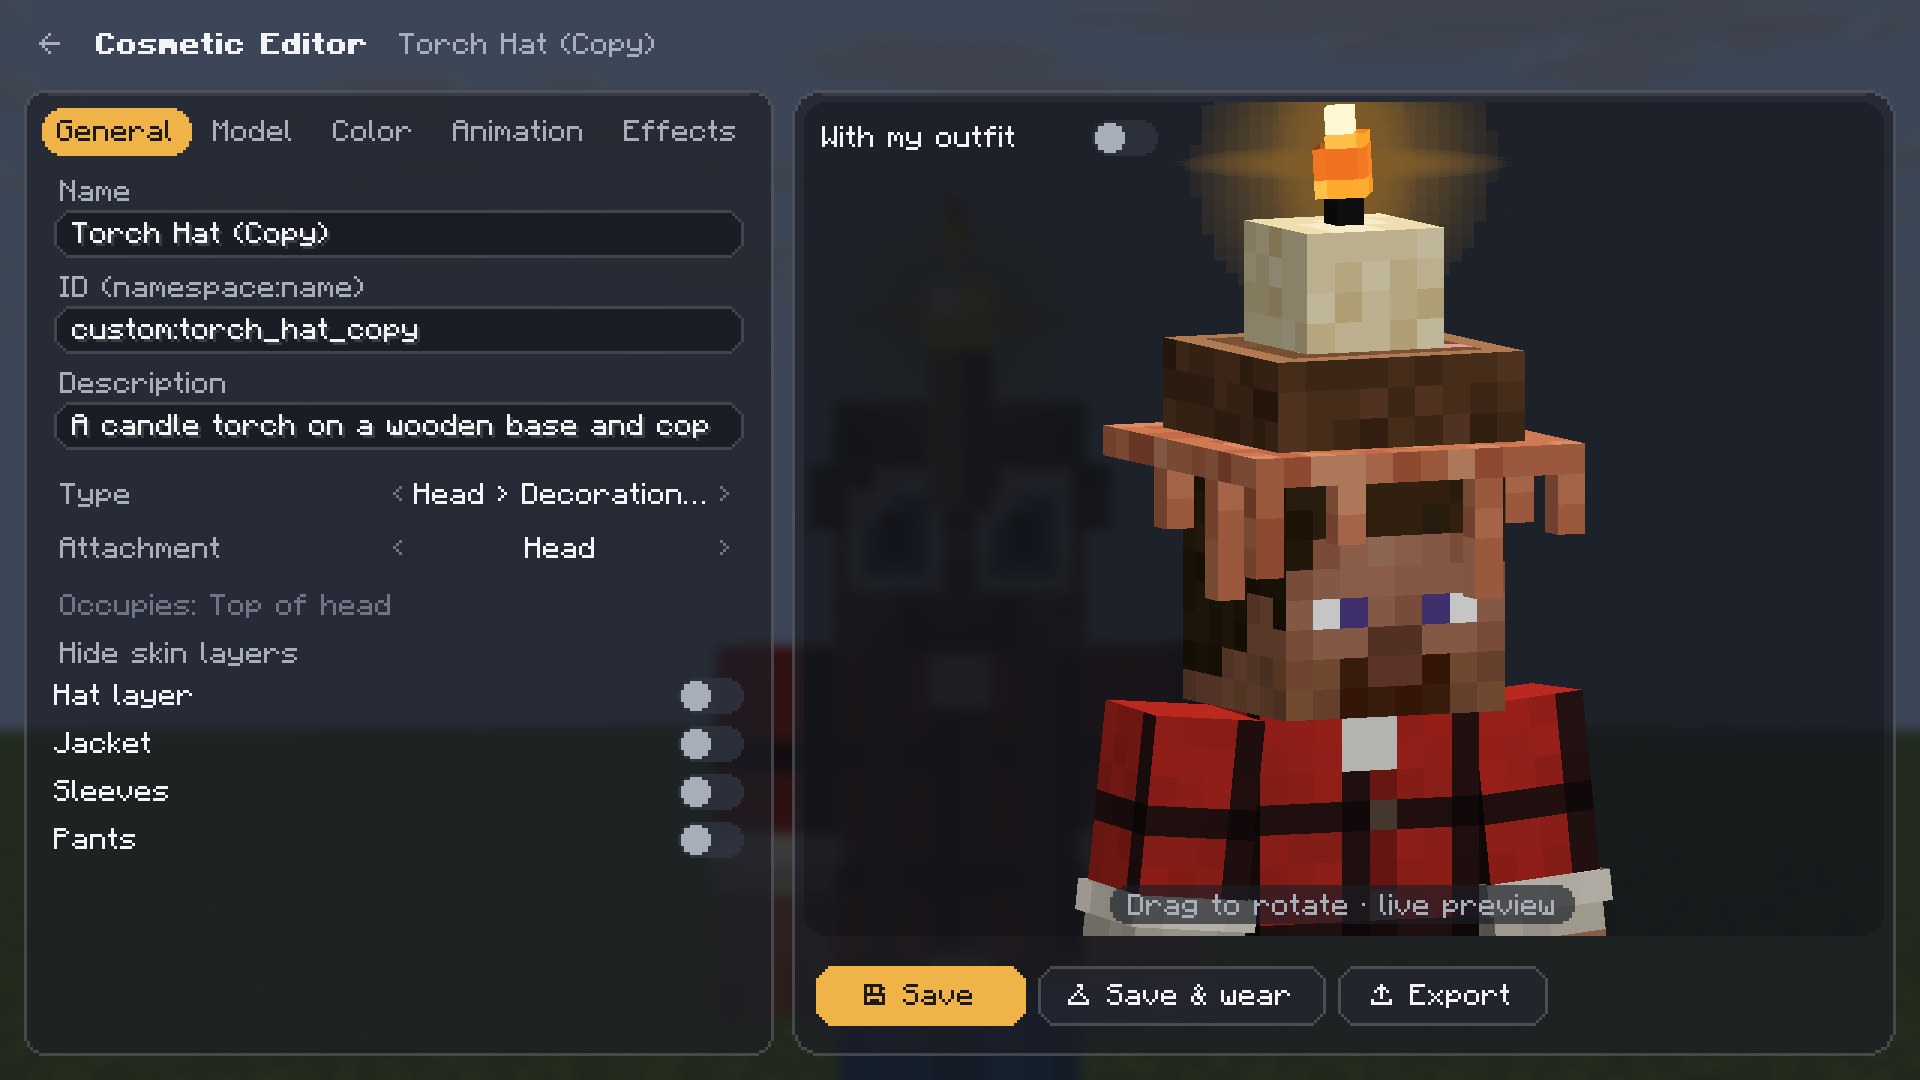 Cosmetic Editor Torch Hat (Copy)
General Model Color Animation Effects
Name
Torch Hat (Copy)
ID (namespace:name)
custom:torch_hat_copy
Description
A candle torch on a wooden base and cop
Type < Head > Decoration... >
Attachment < Head >
Occupies: Top of head
Hide skin layers
Hat layer
Jacket
Sleeves
Pants
With my outfit
Drag to rotate · live preview
Save Save & wear Export